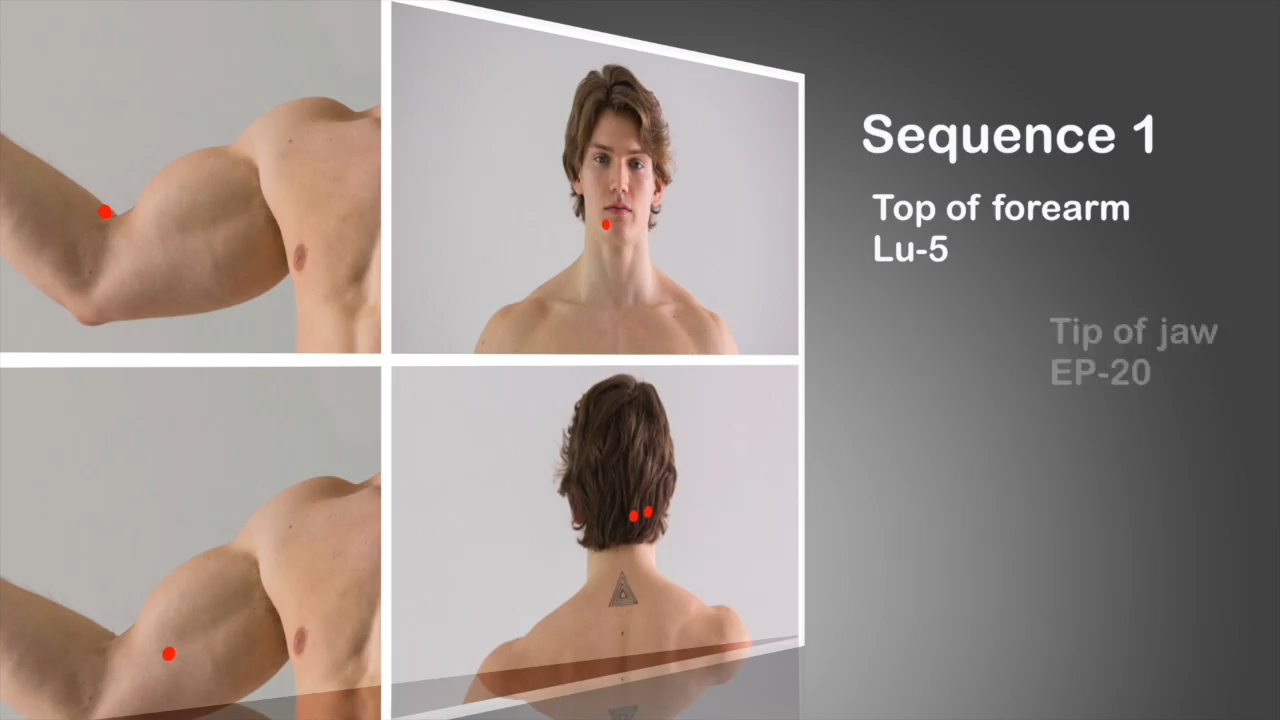 Sequence 1
Top of forearm
Lu-5
Tip of jaw
EP-20